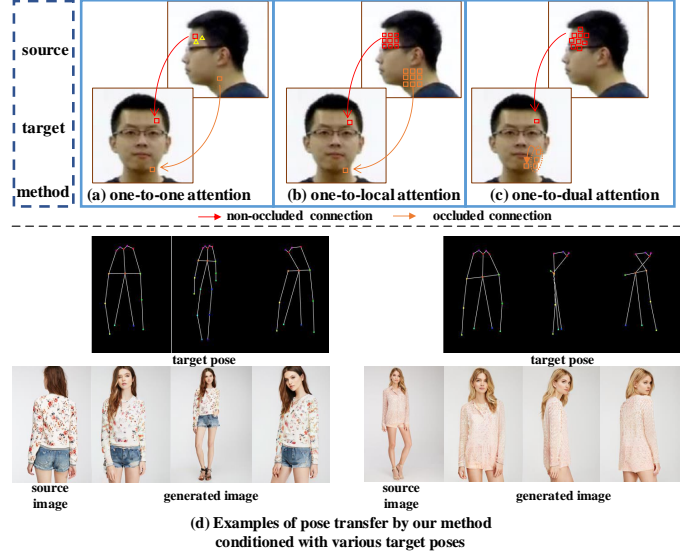 source
target
method
(a) one-to-one attention
(b) one-to-local attention
(c) one-to-dual attention
non-occluded connection
occluded connection
target pose
target pose
source image
generated image
source image
generated image
(d) Examples of pose transfer by our method
conditioned with various target poses